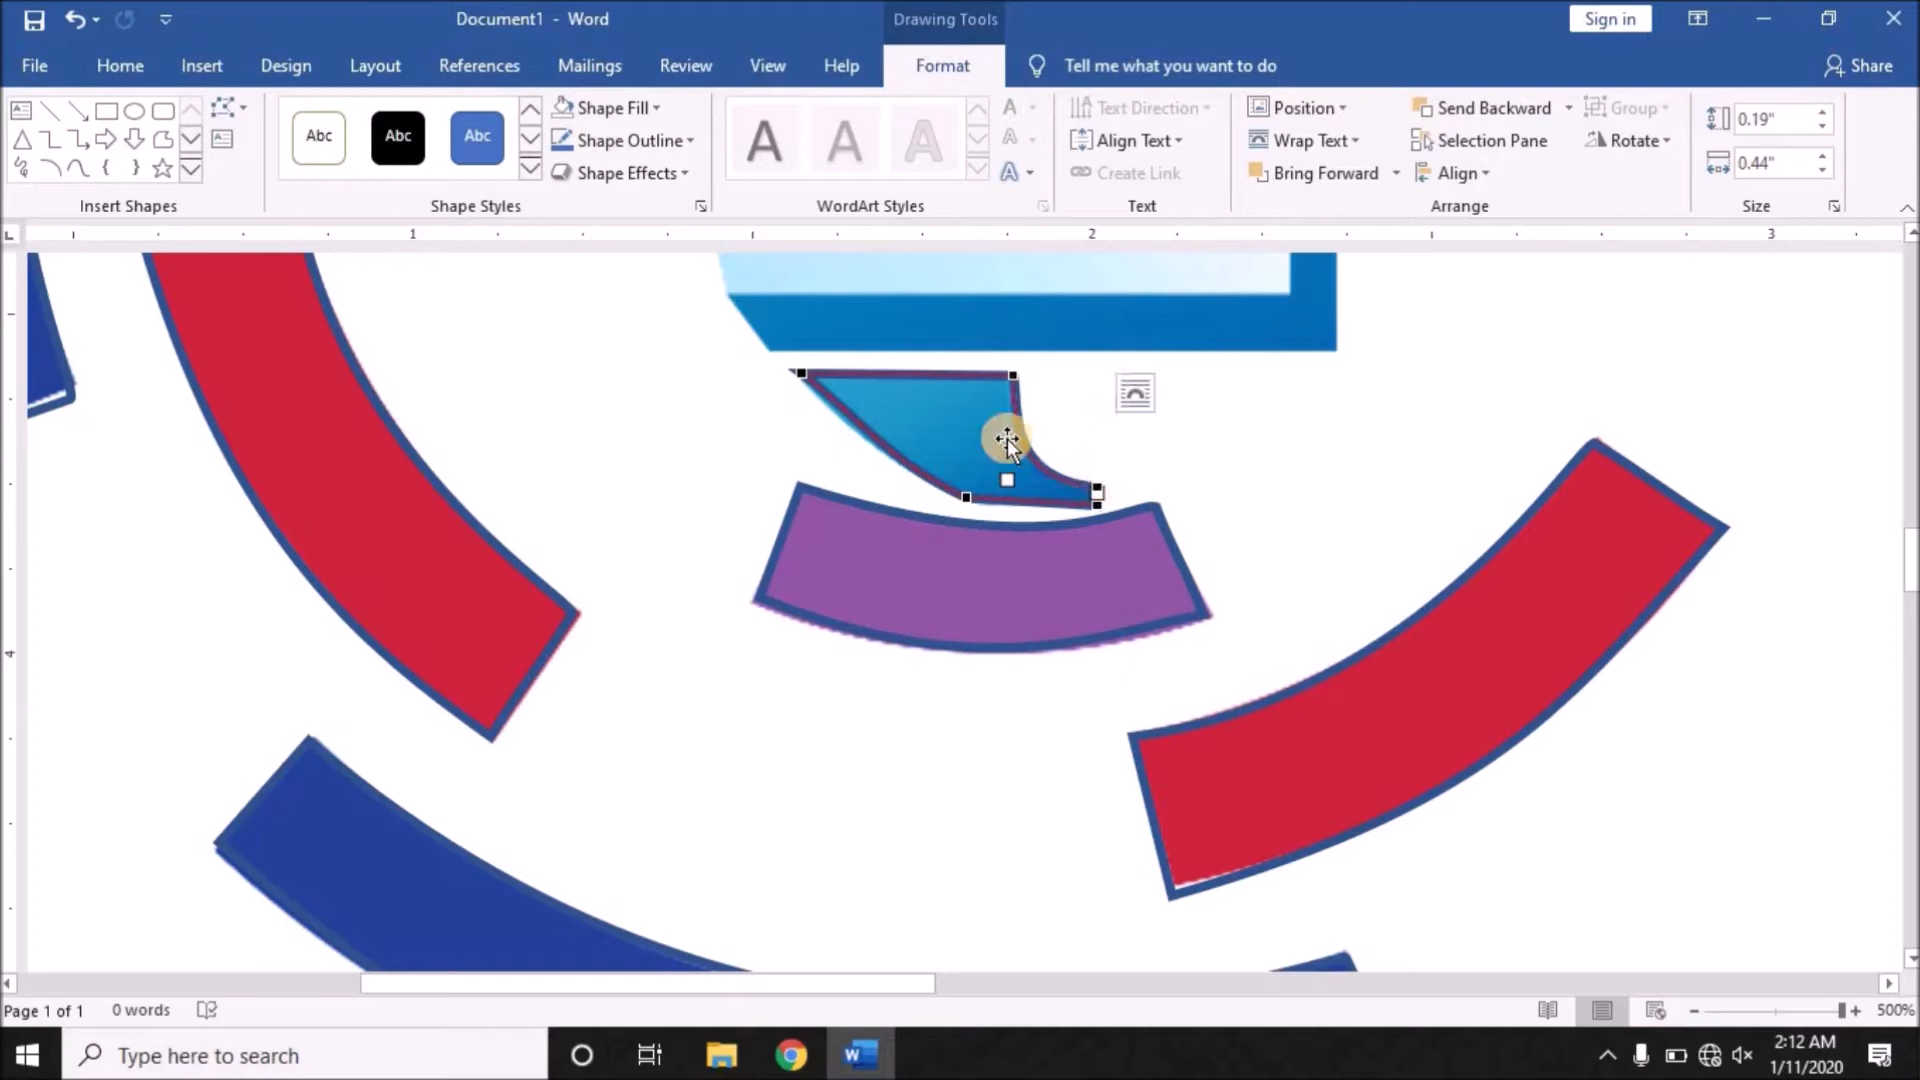 Document1 - Word
Drawing Tools
Sign in
File Home Insert Design Layout References Mailings Review View Help Format Tell me what you want to do Share
Abc Abc Abc
Shape Fill
Shape Outline
Shape Effects
A A A
Text Direction
Align Text
Create Link
Position
Wrap Text
Bring Forward
Send Backward
Selection Pane
Align
Group
Rotate
0.19"
0.44"
Insert Shapes Shape Styles WordArt Styles Text Arrange Size
1 2 3
4
Page 1 of 1 0 words 500%
Type here to search
2:12 AM
1/11/2020